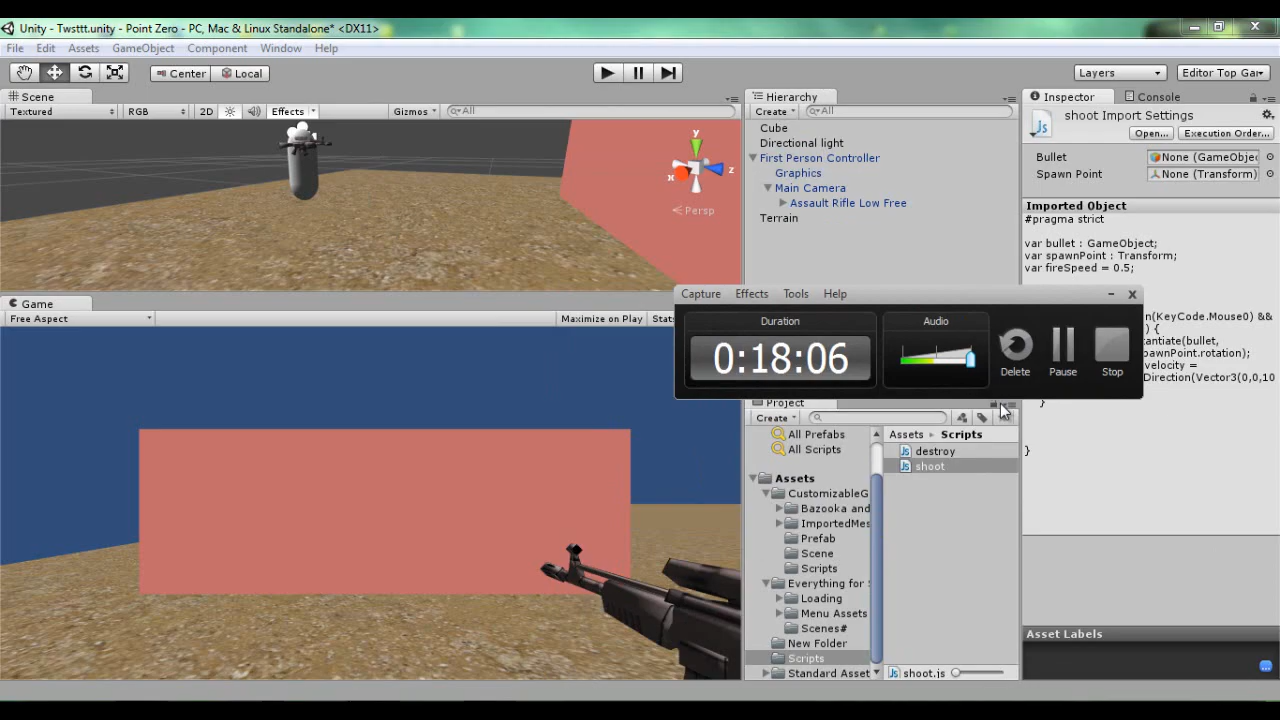 Unity - Twsttt.unity - Point Zero - PC, Mac & Linux Standalone* <DX11>
File Edit Assets GameObject Component Window Help
Center Local Layers Editor Top Gar
Scene
Textured RGB 2D Effects Gizmos All
y
x
z
Persp
Game
Free Aspect Maximize on Play Stats
Hierarchy
Create All
Cube
Directional light
First Person Controller
Graphics
Main Camera
Assault Rifle Low Free
Terrain
Capture Effects Tools Help
Duration
0:18:06
Audio
Delete Pause Stop
Project
Create
All Prefabs
All Scripts
Assets
CustomizableG
Bazooka and
ImportedMes
Prefab
Scene
Scripts
Everything for S
Loading
Menu Assets
Scenes#
New Folder
Scripts
Standard Asset
Assets Scripts
destroy
shoot
shoot.js
Inspector Console
shoot Import Settings
Open... Execution Order...
Bullet None (GameObje
Spawn Point None (Transform)
Imported Object
#pragma strict
var bullet : GameObject;
var spawnPoint : Transform;
var fireSpeed = 0.5;
n(KeyCode.Mouse0) &&
) {
tantiate(bullet,
pawnPoint.rotation);
velocity =
Direction(Vector3(0,0,10
}
}
Asset Labels